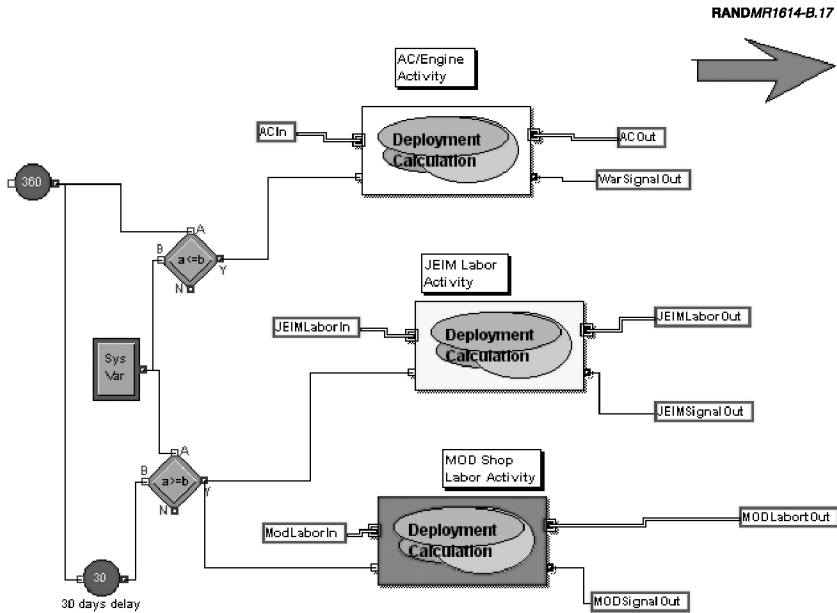 RANDMR1614-B.17
AC/Engine
Activity
ACIn
Deployment
Calculation
ACOut
WarSignalOut
360
A
B
a<=b
Y
N
JEIM Labor
Activity
JEIMLaborIn
Deployment
Calculation
JEIMLaborOut
JEIMSignalOut
Sys
Var
A
B
a>=b
Y
N
MOD Shop
Labor Activity
ModLaborIn
Deployment
Calculation
MODLabortOut
MODSignalOut
30
30 days delay